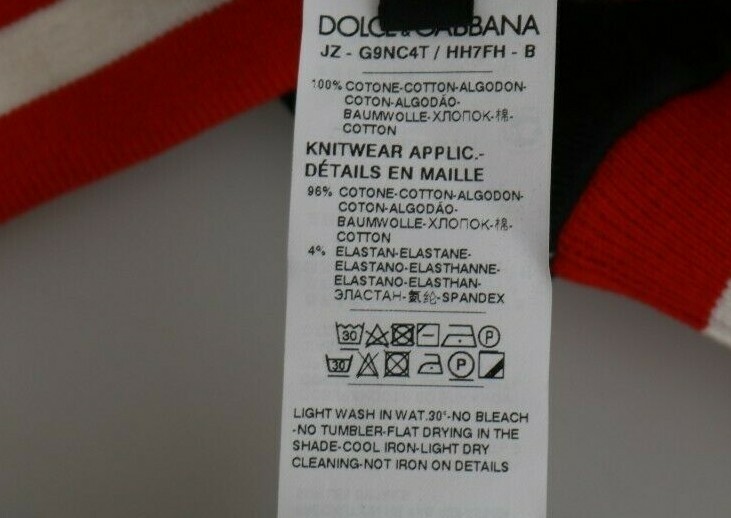 DOLCE&GABBANA
JZ - G9NC4T / HH7FH - B
100% COTONE-COTTON-ALGODON-
COTON-ALGODÃO-
BAUMWOLLE-ХЛОПОК-棉-
COTTON
KNITWEAR APPLIC.-
DÉTAILS EN MAILLE
96% COTONE-COTTON-ALGODON-
COTON-ALGODÃO-
BAUMWOLLE-ХЛОПОК-棉-
COTTON
4% ELASTAN-ELASTANE-
ELASTANO-ELASTHANNE-
ELASTANO-ELASTHAN-
ЭЛАСТАН-氨纶-SPANDEX
30 P
30 P
LIGHT WASH IN WAT.30°-NO BLEACH
-NO TUMBLER-FLAT DRYING IN THE
SHADE-COOL IRON-LIGHT DRY
CLEANING-NOT IRON ON DETAILS